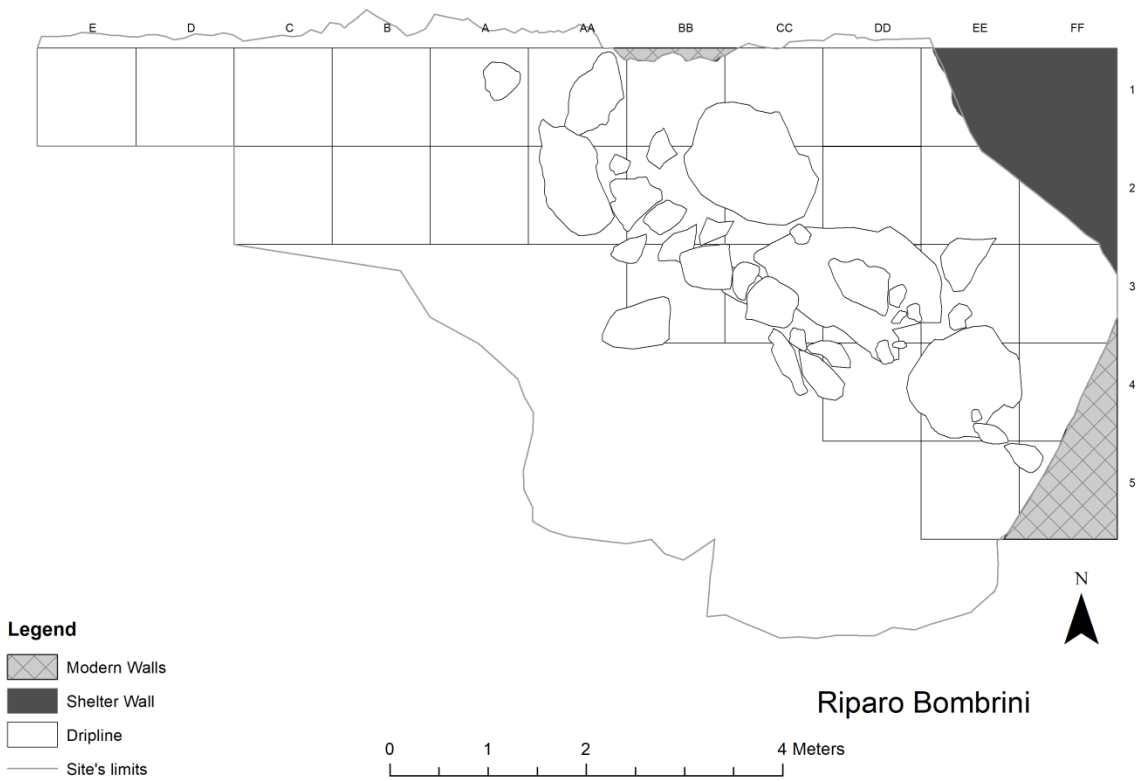 E D C B A AA BB CC DD EE FF
1
2
3
4
5
N
Legend
Modern Walls
Shelter Wall
Dripline
Site's limits
Riparo Bombrini
0 1 2 4 Meters